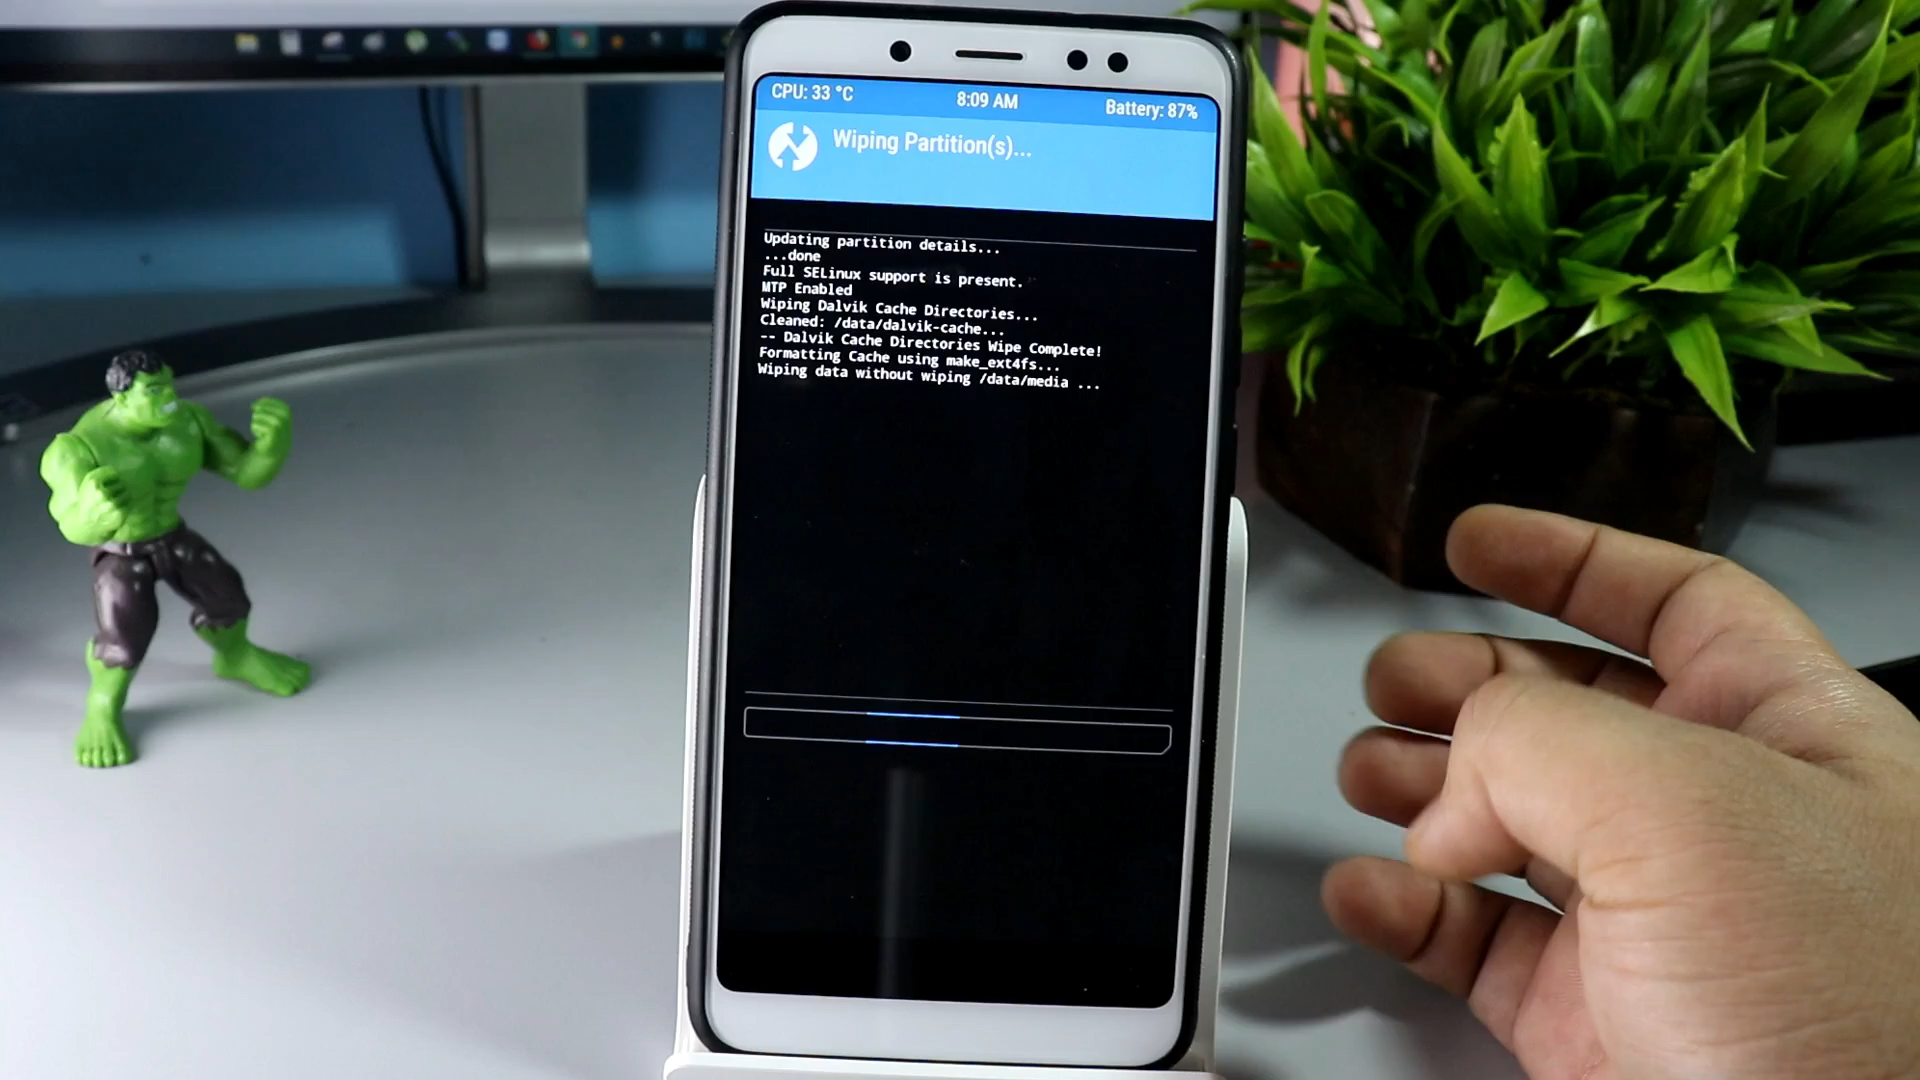 CPU: 33 °C 8:09 AM Battery: 87%
Wiping Partition(s)...
Updating partition details...
...done
Full SELinux support is present.
MTP Enabled
Wiping Dalvik Cache Directories...
Cleaned: /data/dalvik-cache...
-- Dalvik Cache Directories Wipe Complete!
Formatting Cache using make_ext4fs...
Wiping data without wiping /data/media ...